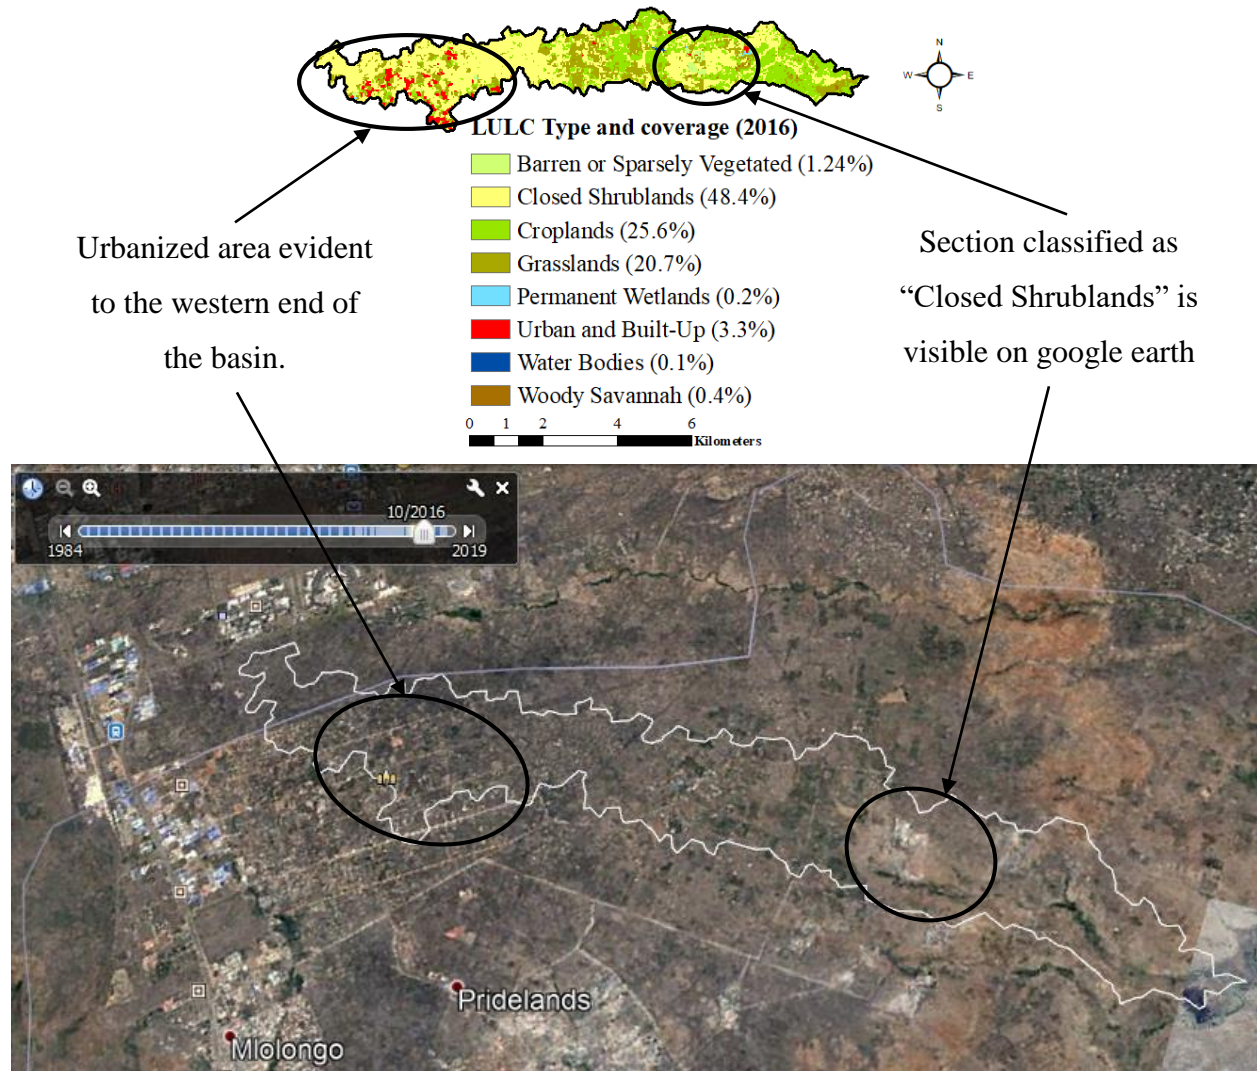 N
W E
S
LULC Type and coverage (2016)
Barren or Sparsely Vegetated (1.24%)
Closed Shrublands (48.4%)
Croplands (25.6%)
Grasslands (20.7%)
Permanent Wetlands (0.2%)
Urban and Built-Up (3.3%)
Water Bodies (0.1%)
Woody Savannah (0.4%)
0 1 2 4 6
Kilometers
Urbanized area evident
to the western end of
the basin.
Section classified as
“Closed Shrublands” is
visible on google earth
10/2016
1984
2019
Pridelands
Mlolongo